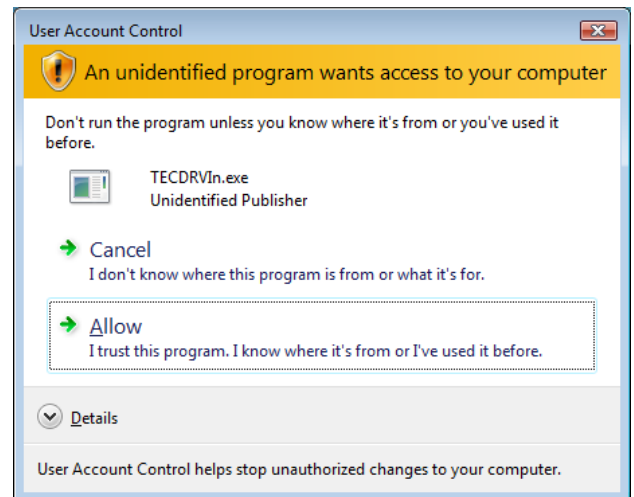 User Account Control
An unidentified program wants access to your computer
Don't run the program unless you know where it's from or you've used it
before.
TECDRVIn.exe
Unidentified Publisher
Cancel
I don't know where this program is from or what it's for.
Allow
I trust this program. I know where it's from or I've used it before.
Details
User Account Control helps stop unauthorized changes to your computer.